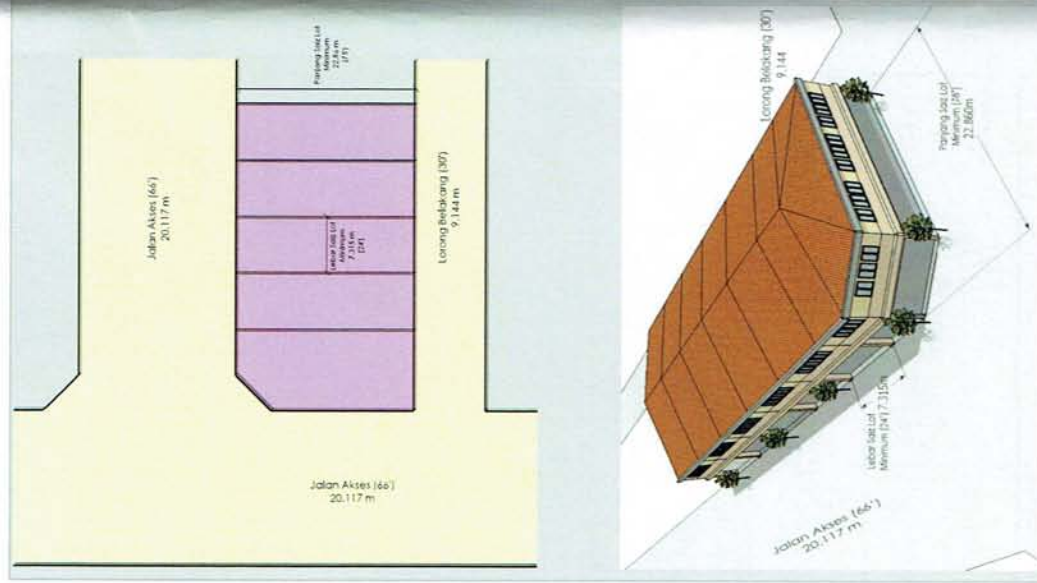 Panjang Saiz Lot
Minimum
22.86 m
(75')
Jalan Akses (66')
20.117 m
Lebar Saiz Lot
Minimum
7.315 m
(24')
Lorong Belakang (30')
9.144 m
Jalan Akses (66')
20.117 m
Lorong Belakang (30')
9.144
Panjang Saiz Lot
22.860m
Lebar Saiz Lot
Minimum (24') 7.315m
Jalan Akses (66')
20.117 m